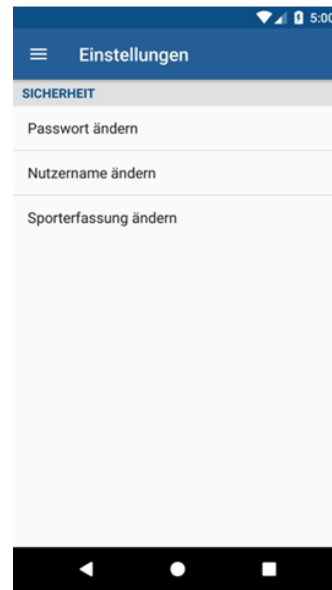 5:00
Einstellungen
SICHERHEIT
Passwort ändern
Nutzername ändern
Sporterfassung ändern